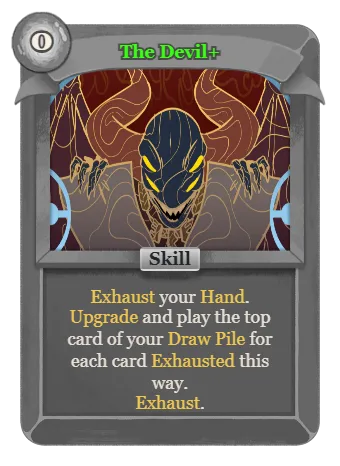 0
The Devil+
Skill
Exhaust your Hand.
Upgrade and play the top
card of your Draw Pile for
each card Exhausted this
way.
Exhaust.